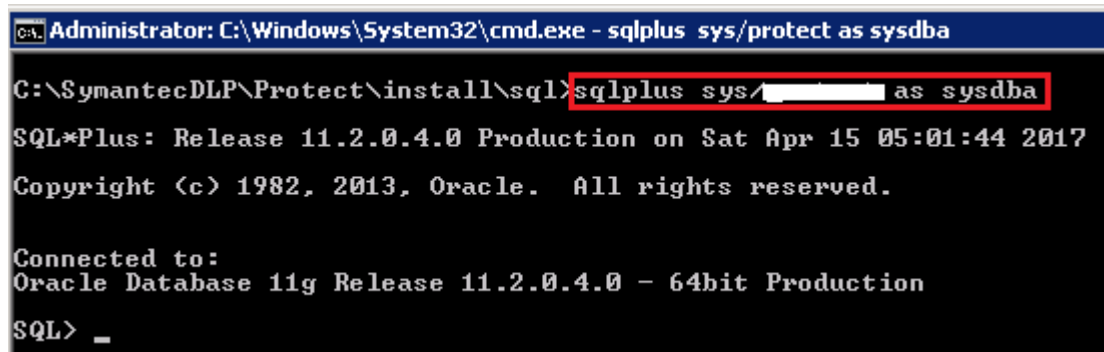 Administrator: C:\Windows\System32\cmd.exe - sqlplus sys/protect as sysdba
C:\SymantecDLP\Protect\install\sql>sqlplus sys/ as sysdba
SQL*Plus: Release 11.2.0.4.0 Production on Sat Apr 15 05:01:44 2017
Copyright (c) 1982, 2013, Oracle. All rights reserved.
Connected to:
Oracle Database 11g Release 11.2.0.4.0 - 64bit Production
SQL> _